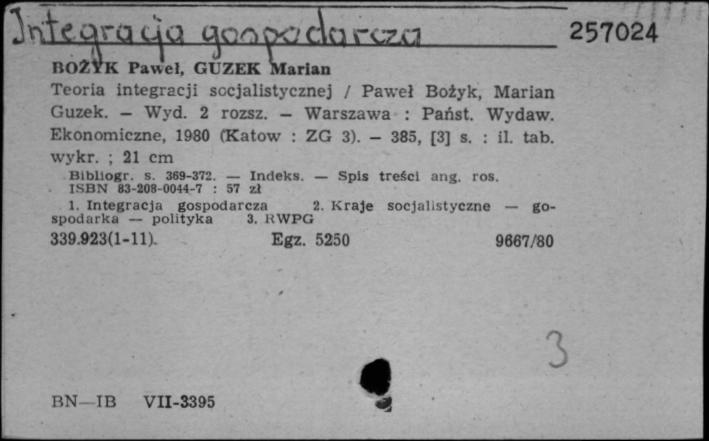 Integracja gospodarcza
257024
BOŻYK Paweł, GUZEK Marian
Teoria integracji socjalistycznej / Paweł Bożyk, Marian
Guzek. — Wyd. 2 rozsz. — Warszawa : Państ. Wydaw.
Ekonomiczne, 1980 (Katow : ZG 3). — 385, [3] s. : il. tab.
wykr. ; 21 cm
Bibliogr. s. 369-372. — Indeks. — Spis treści ang. ros.
ISBN 83-208-0044-7 : 57 zł
1. Integracja gospodarcza 2. Kraje socjalistyczne — go-
spodarka — polityka 3. RWPG
339.923(1-11). Egz. 5250 9667/80
3
BN—IB VII-3395